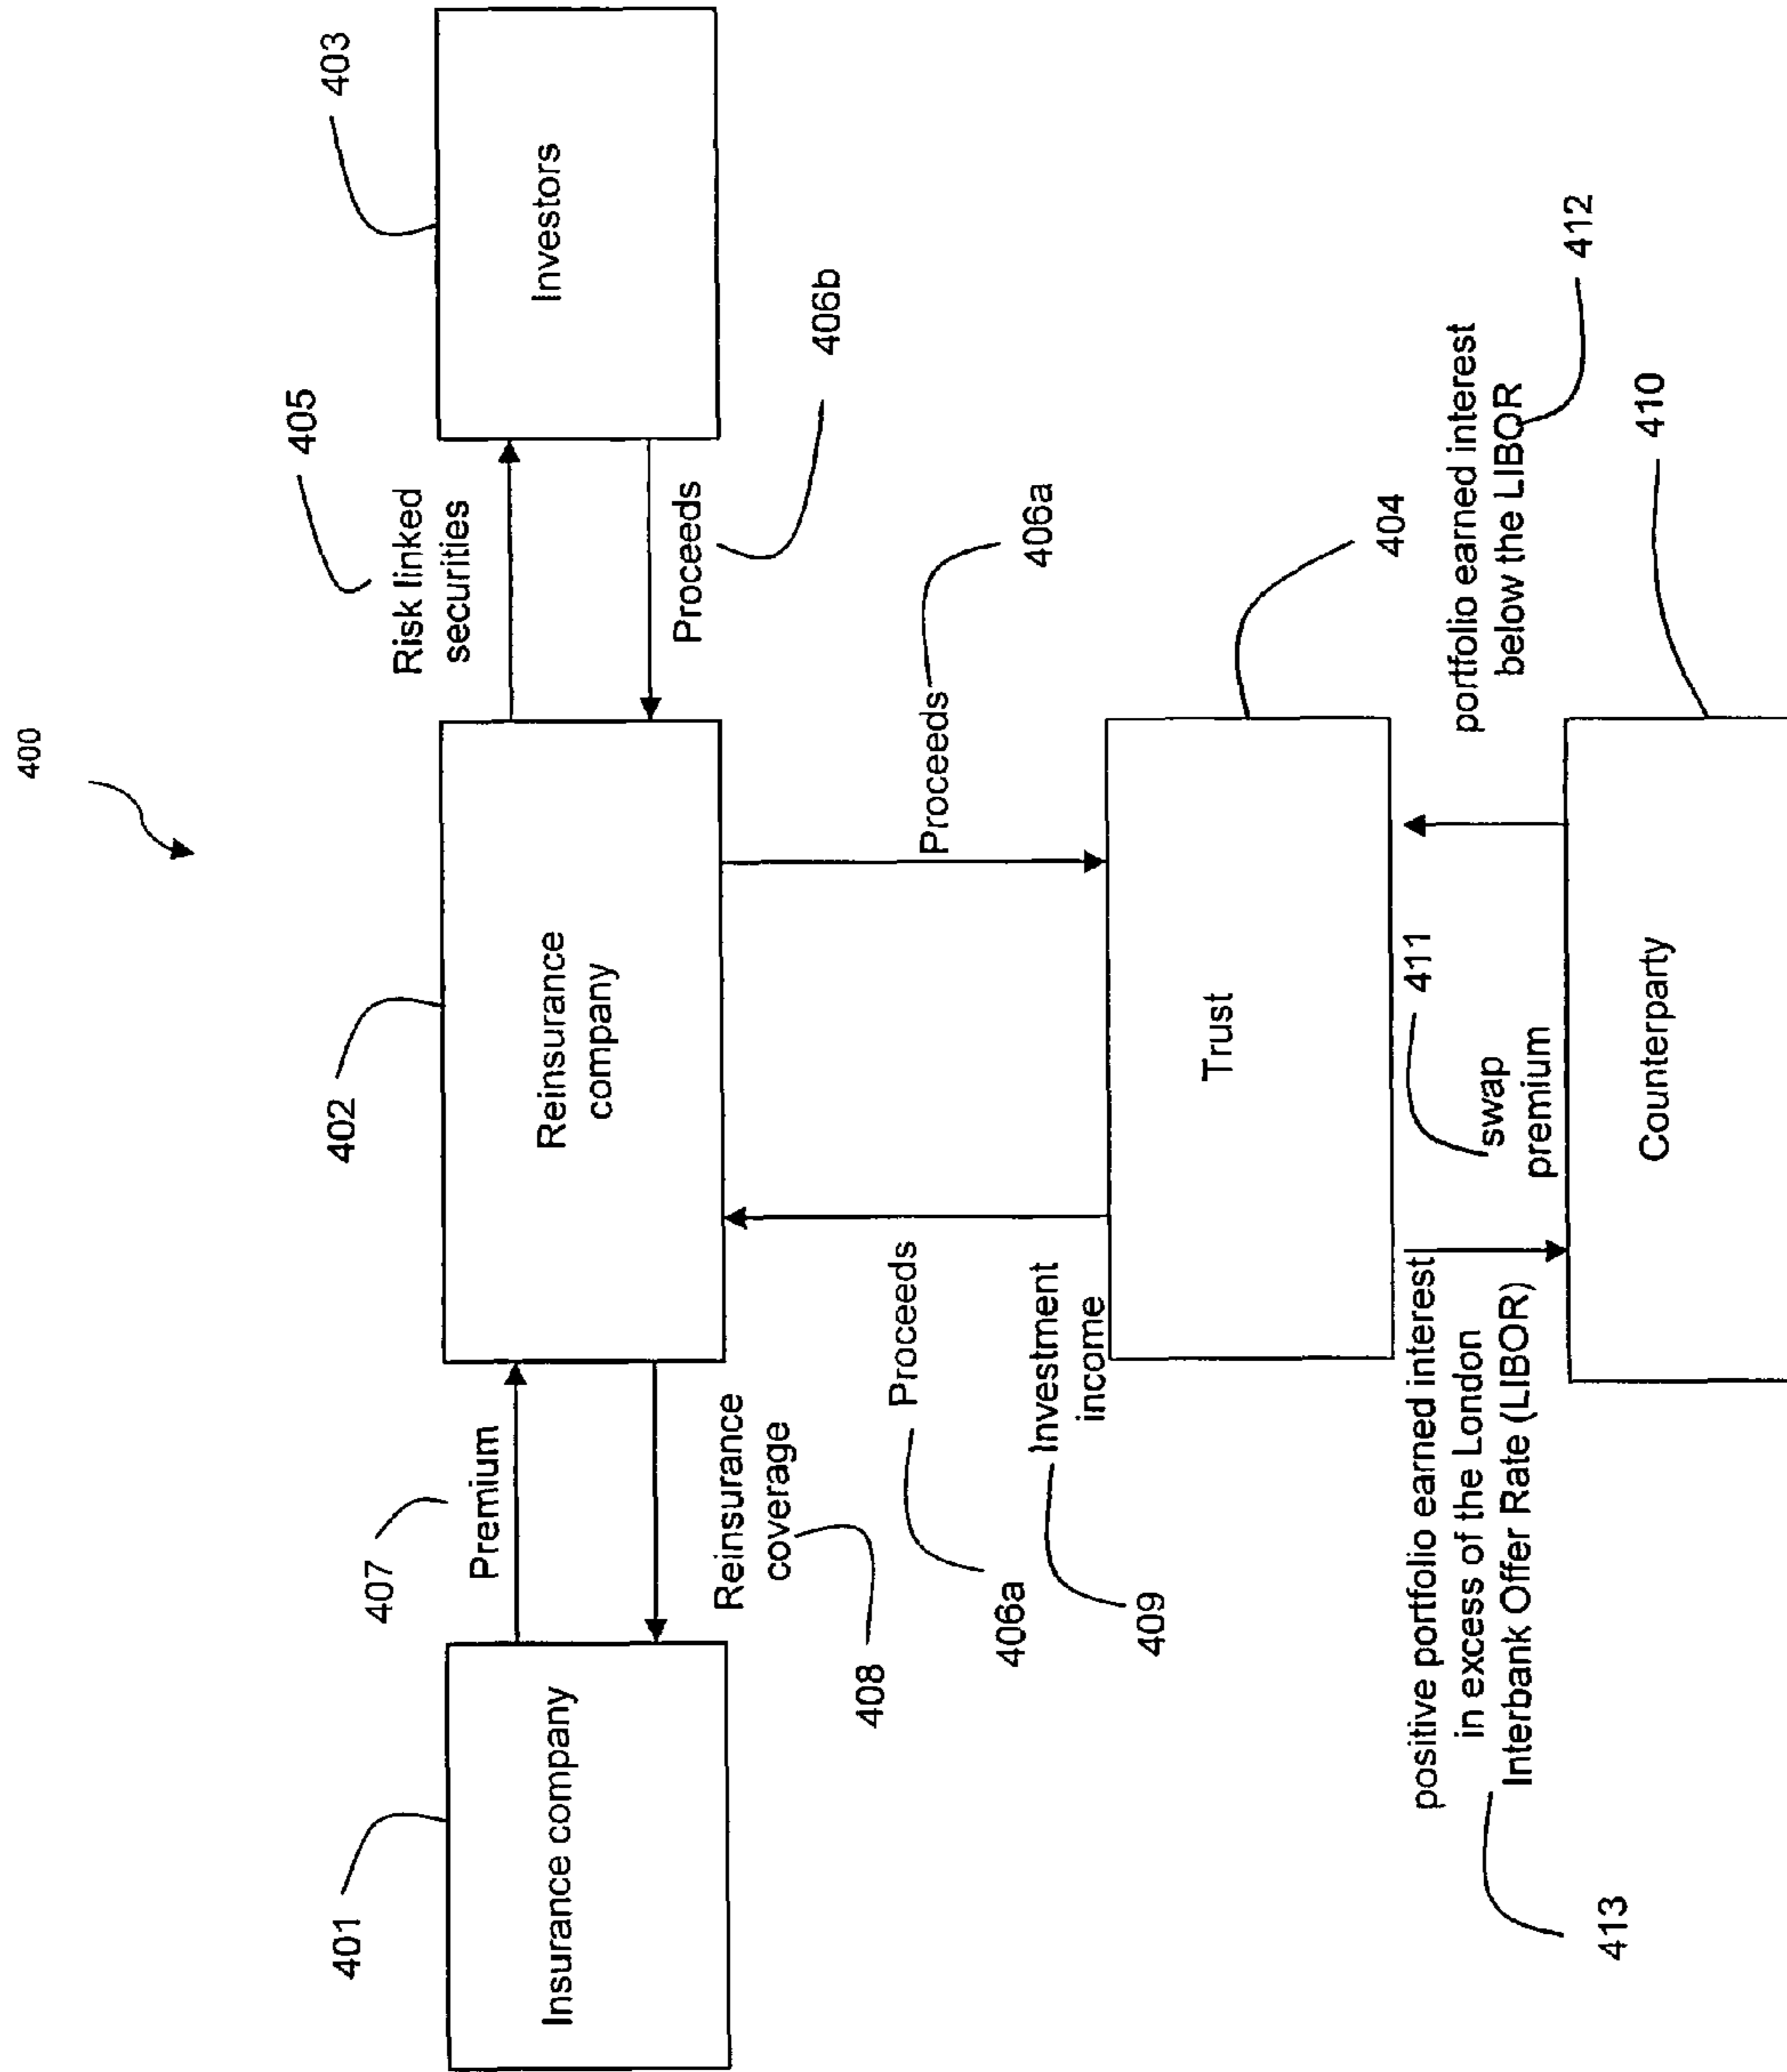 400
401
Insurance company
407
Premium
Reinsurance
coverage
408
402
Reinsurance
company
405
Risk linked
securities
Proceeds
406b
403
Investors
Proceeds
406a
Investment
income
409
Proceeds
406a
404
Trust
positive portfolio earned interest
in excess of the London
Interbank Offer Rate (LIBOR)
413
411
swap
premium
portfolio earned interest
below the LIBOR
412
410
Counterparty